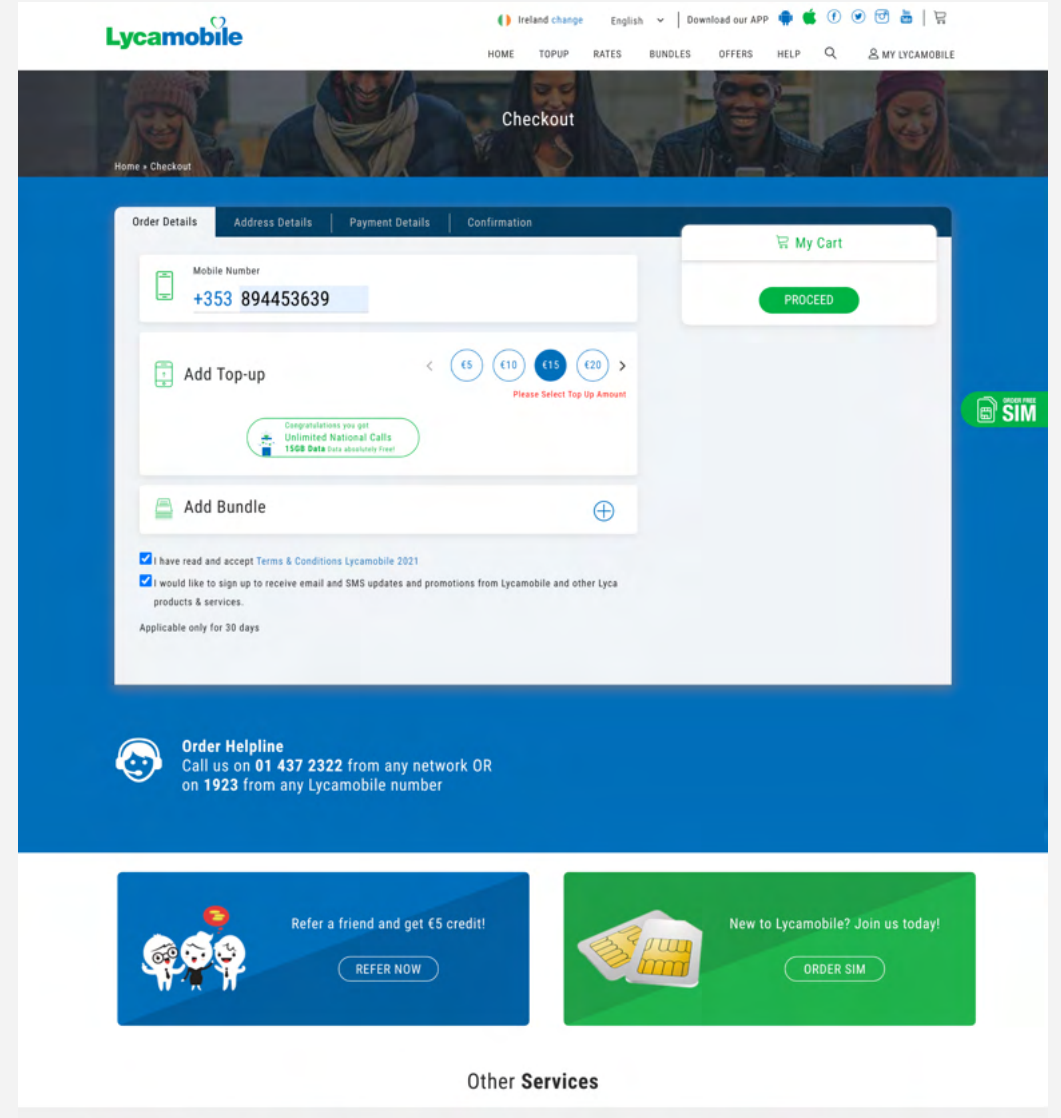 Lycamobile
Ireland change
English
Download our APP
HOME
TOPUP
RATES
BUNDLES
OFFERS
HELP
MY LYCAMOBILE
Checkout
Home » Checkout
Order Details
Address Details
Payment Details
Confirmation
My Cart
PROCEED
Mobile Number
+353 894453639
Add Top-up
€5
€10
€15
€20
Please Select Top Up Amount
Congratulations you got
Unlimited National Calls
15GB Data Data absolutely Free!
Add Bundle
ORDER FREE
SIM
I have read and accept Terms & Conditions Lycamobile 2021
I would like to sign up to receive email and SMS updates and promotions from Lycamobile and other Lyca
products & services.
Applicable only for 30 days
Order Helpline
Call us on 01 437 2322 from any network OR
on 1923 from any Lycamobile number
Refer a friend and get €5 credit!
REFER NOW
New to Lycamobile? Join us today!
ORDER SIM
Other Services